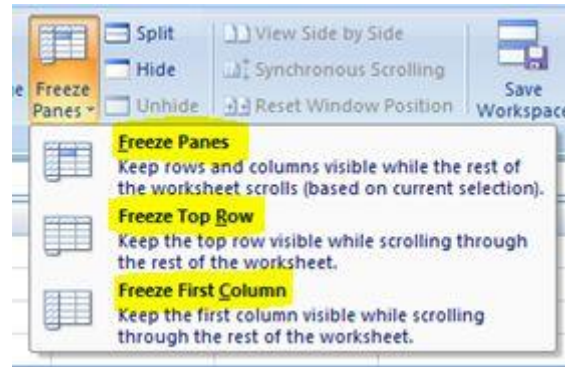 Split
View Side by Side
Hide
Synchronous Scrolling
Freeze
Panes
Unhide
Reset Window Position
Save
Workspace
Freeze Panes
Keep rows and columns visible while the rest of
the worksheet scrolls (based on current selection).
Freeze Top Row
Keep the top row visible while scrolling through
the rest of the worksheet.
Freeze First Column
Keep the first column visible while scrolling
through the rest of the worksheet.